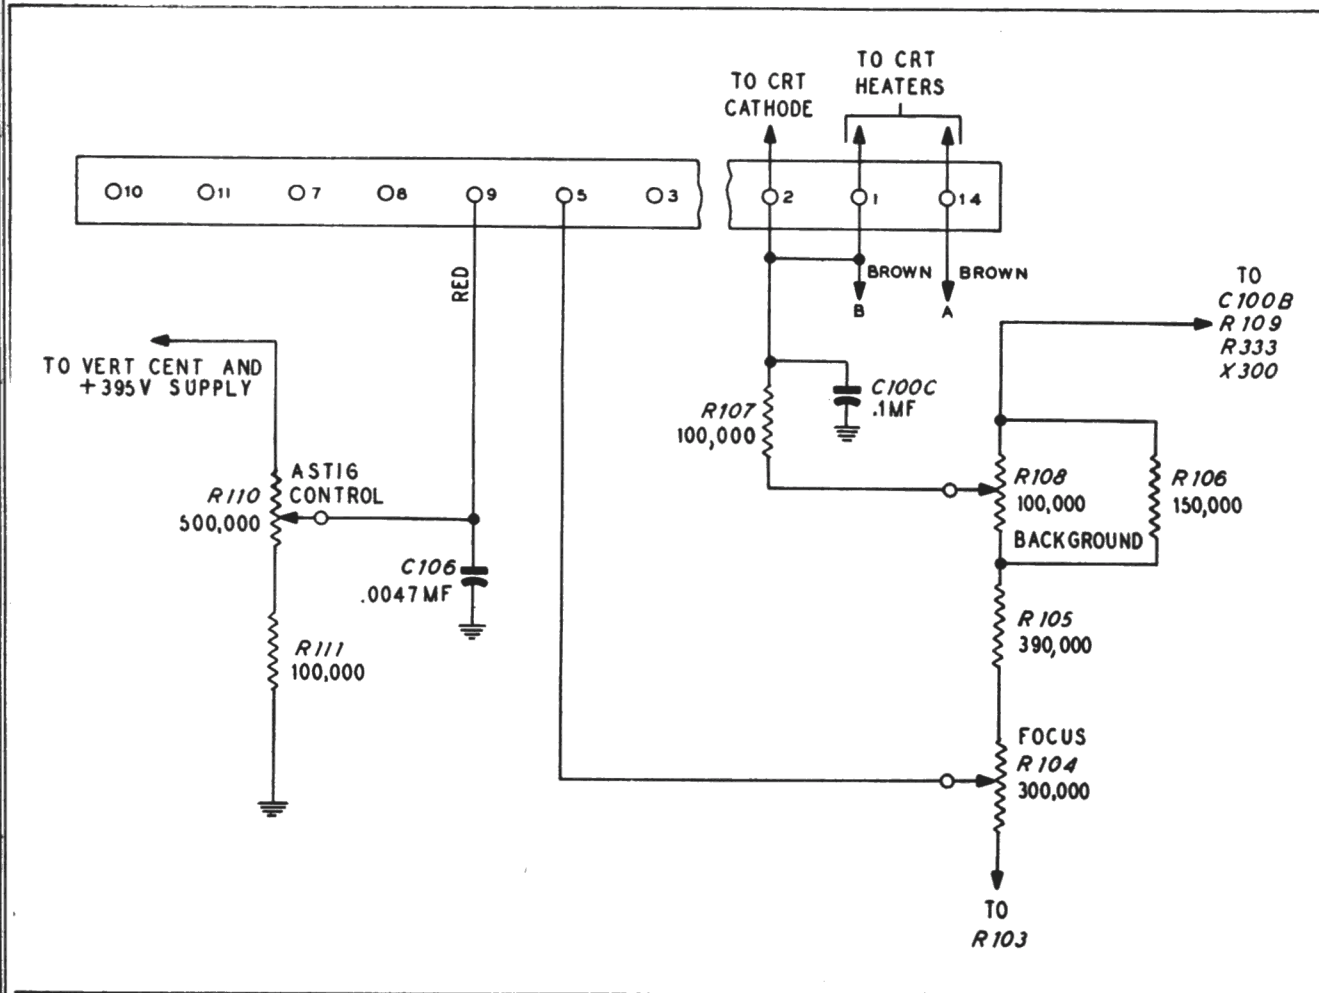 TO CRT
CATHODE
TO CRT
HEATERS
10
11
7
8
9
5
3
2
1
14
RED
BROWN
BROWN
B
A
TO
C100B
R109
R333
X300
TO VERT CENT AND
+395V SUPPLY
C100C
.1MF
R107
100,000
ASTIG
CONTROL
R110
500,000
R108
100,000
R106
150,000
BACKGROUND
C106
.0047MF
R111
100,000
R105
390,000
FOCUS
R104
300,000
TO
R103